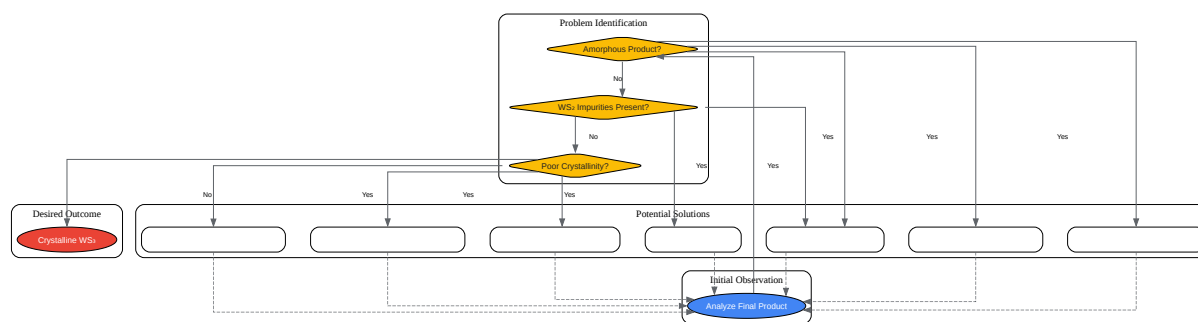 Problem Identification
Amorphous Product?
No
WS₂ Impurities Present?
No
Yes
Yes
Yes
Poor Crystallinity?
Yes
Yes
No
Yes
Yes
Yes
Desired Outcome
Potential Solutions
Crystalline WS₃
Initial Observation
Analyze Final Product